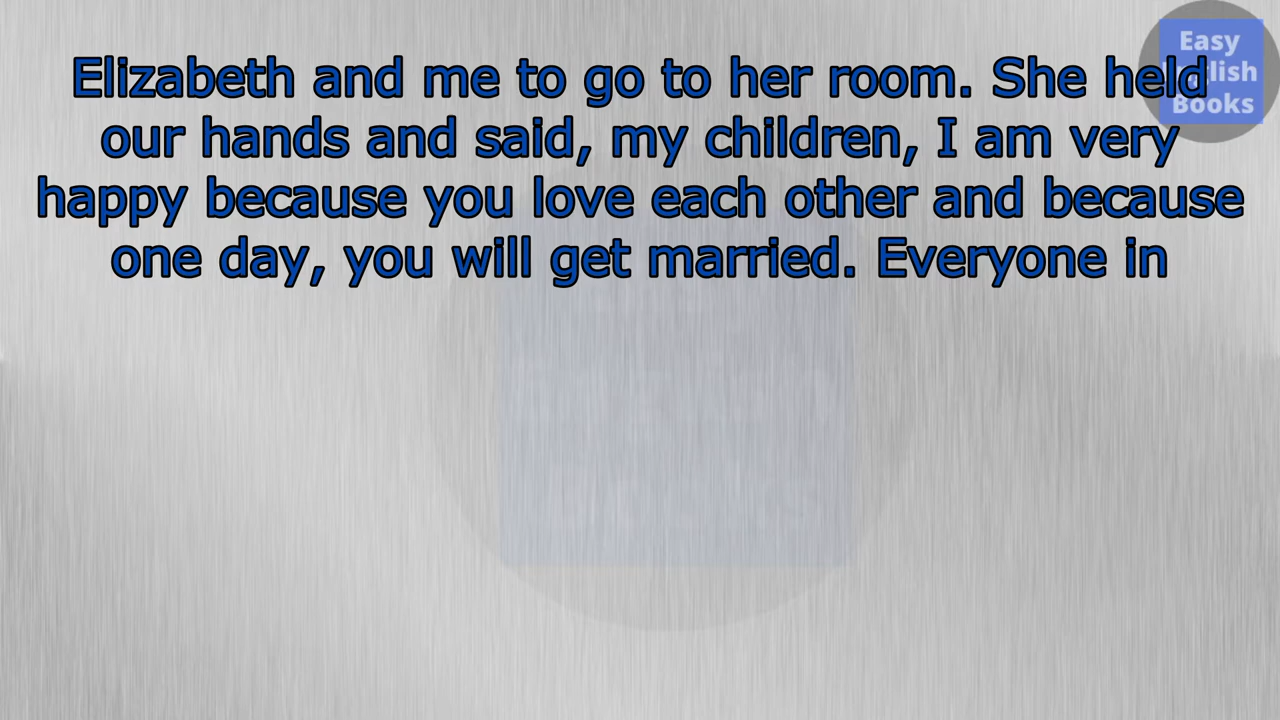 Elizabeth and me to go to her room. She held
our hands and said, my children, I am very
happy because you love each other and because
one day, you will get married. Everyone in
Easy
English
Books